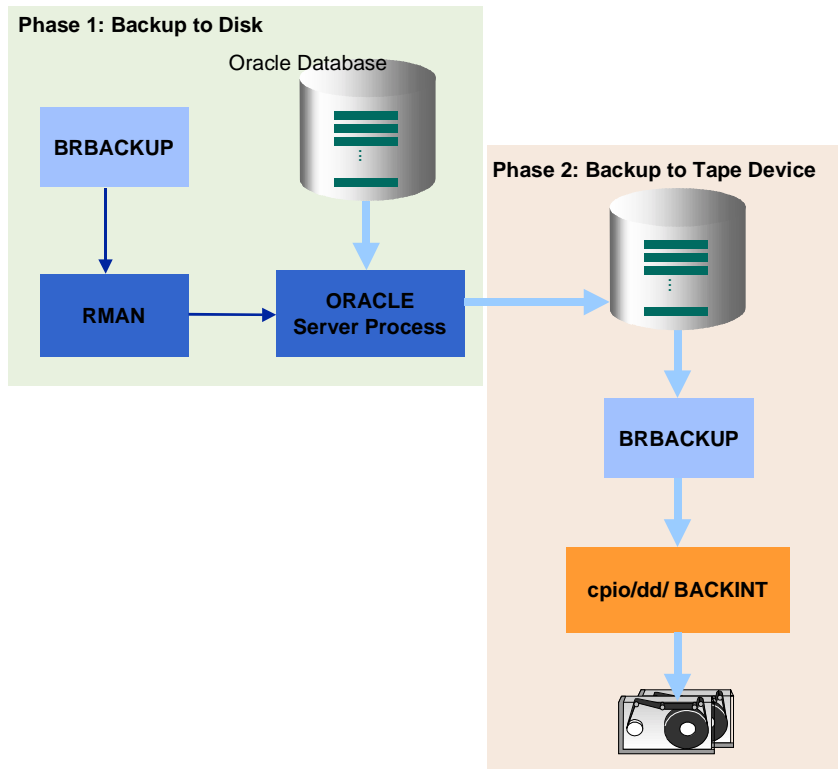 Phase 1: Backup to Disk
Oracle Database
BRBACKUP
RMAN
ORACLE
Server Process
Phase 2: Backup to Tape Device
BRBACKUP
cpio/dd/ BACKINT